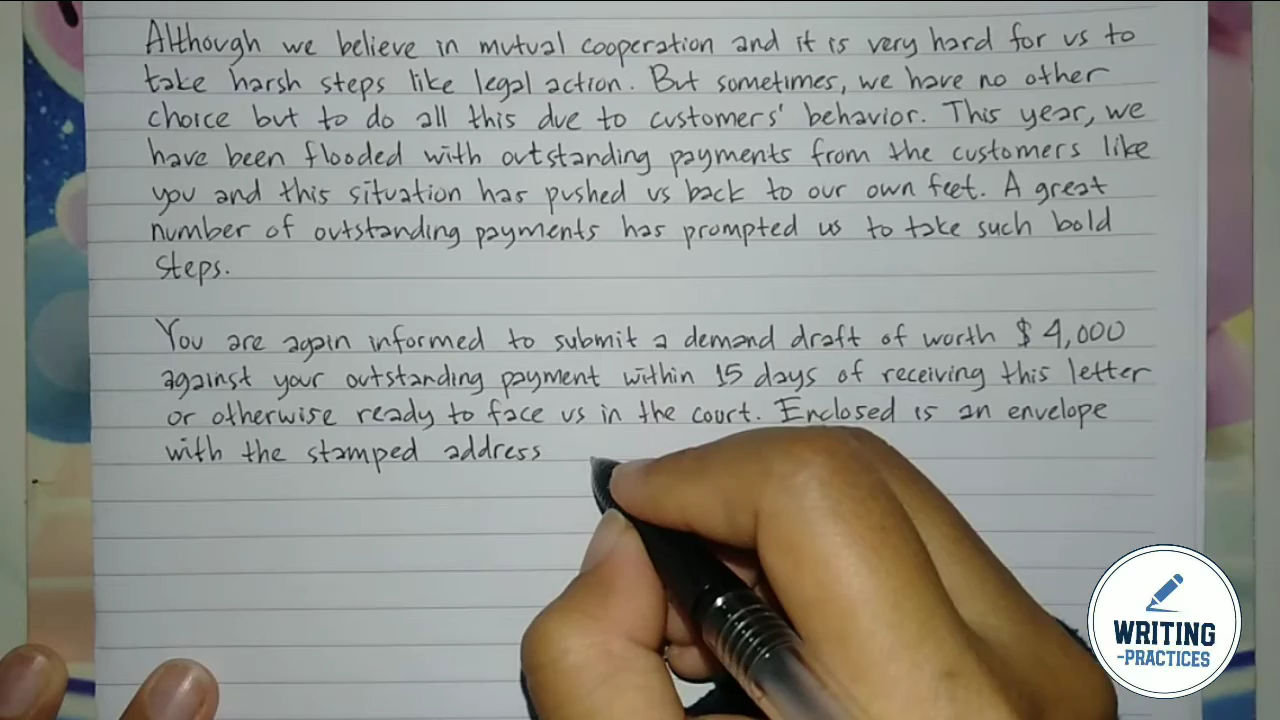 Although we believe in mutual cooperation and it is very hard for us to
take harsh steps like legal action. But sometimes, we have no other
choice but to do all this due to customers' behavior. This year, we
have been flooded with outstanding payments from the customers like
you and this situation has pushed us back to our own feet. A great
number of outstanding payments has prompted us to take such bold
steps.
You are again informed to submit a demand draft of worth $ 4,000
against your outstanding payment within 15 days of receiving this letter
or otherwise ready to face us in the court. Enclosed is an envelope
with the stamped address
WRITING
-PRACTICES